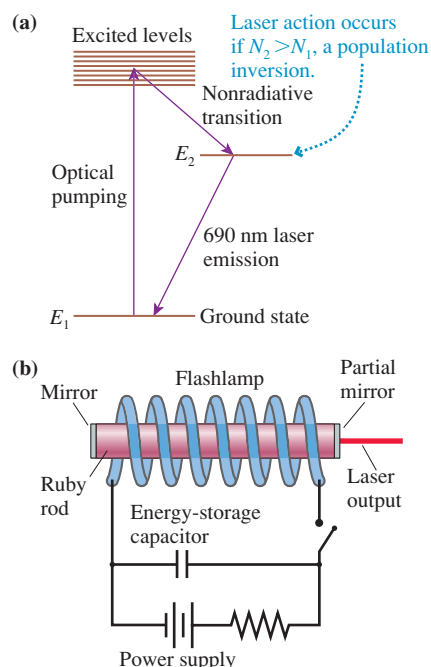 (a)
Excited levels
Laser action occurs
if N₂ > N₁, a population
inversion.
Nonradiative
transition
E₂
Optical
pumping
690 nm laser
emission
E₁
Ground state
(b)
Flashlamp
Partial
mirror
Mirror
Ruby
rod
Laser
output
Energy-storage
capacitor
Power supply